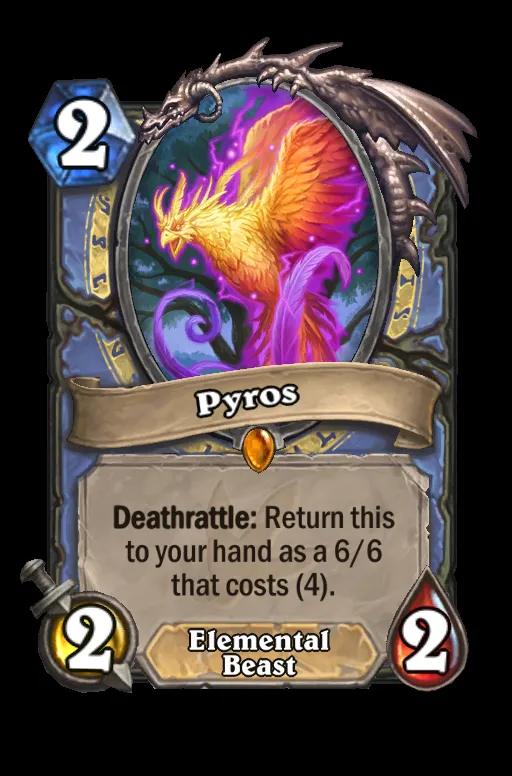 2
Pyros
Deathrattle: Return this
to your hand as a 6/6
that costs (4).
2
Elemental
Beast
2